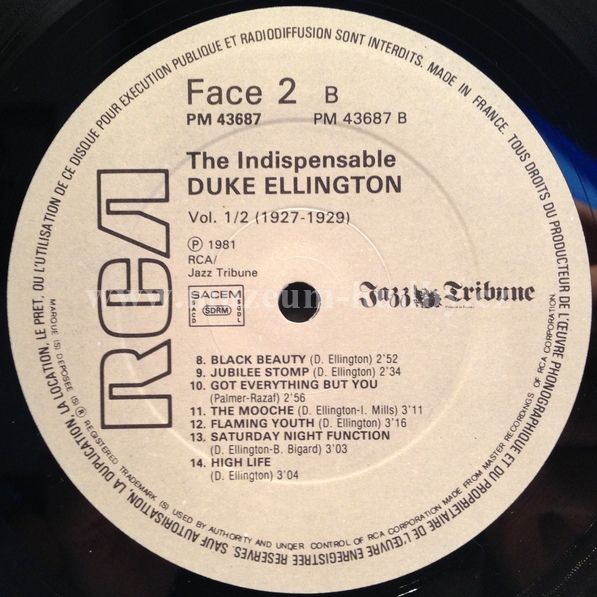 Face 2 B
PM 43687 PM 43687 B
The Indispensable
DUKE ELLINGTON
Vol. 1/2 (1927-1929)
Ⓟ 1981
RCA/
Jazz Tribune
SACEM
SACD
SDRM
SGDL
Jazz Tribune
RCA
8. BLACK BEAUTY (D. Ellington) 2'52
9. JUBILEE STOMP (D. Ellington) 2'34
10. GOT EVERYTHING BUT YOU
(Palmer-Razaf) 2'56
11. THE MOOCHE (D. Ellington-I. Mills) 3'11
12. FLAMING YOUTH (D. Ellington) 3'16
13. SATURDAY NIGHT FUNCTION
(D. Ellington-B. Bigard) 3'03
14. HIGH LIFE
(D. Ellington) 3'04
MADE IN FRANCE. TOUS DROITS DU PRODUCTEUR DE L'ŒUVRE PHONOGRAPHIQUE ET DU PROPRIETAIRE DE L'ŒUVRE ENREGISTREE RESERVES. SAUF AUTORISATION, LA DUPLICATION, LA LOCATION, LE PRET, OU L'UTILISATION DE CE DISQUE POUR EXECUTION PUBLIQUE ET RADIODIFFUSION SONT INTERDITS.
MARQUE (S) DEPOSEE (S) ® REGISTERED TRADEMARK (S) USED BY AUTHORITY AND UNDER CONTROL OF RCA CORPORATION MADE FROM MASTER RECORDINGS OF RCA CORPORATION